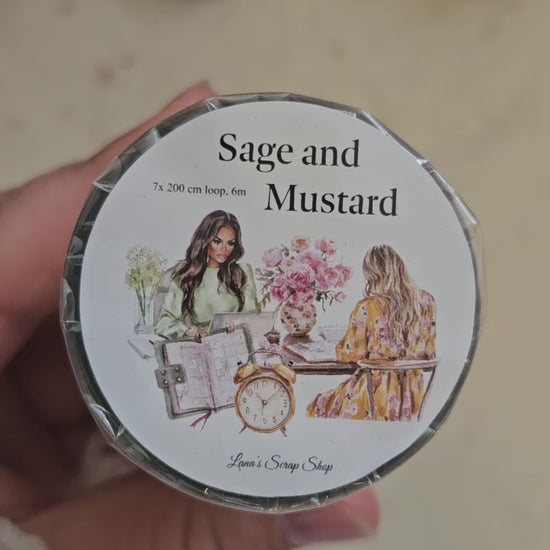 Sage and
7x 200 cm loop, 6m
Mustard
Lana's Scrap Shop